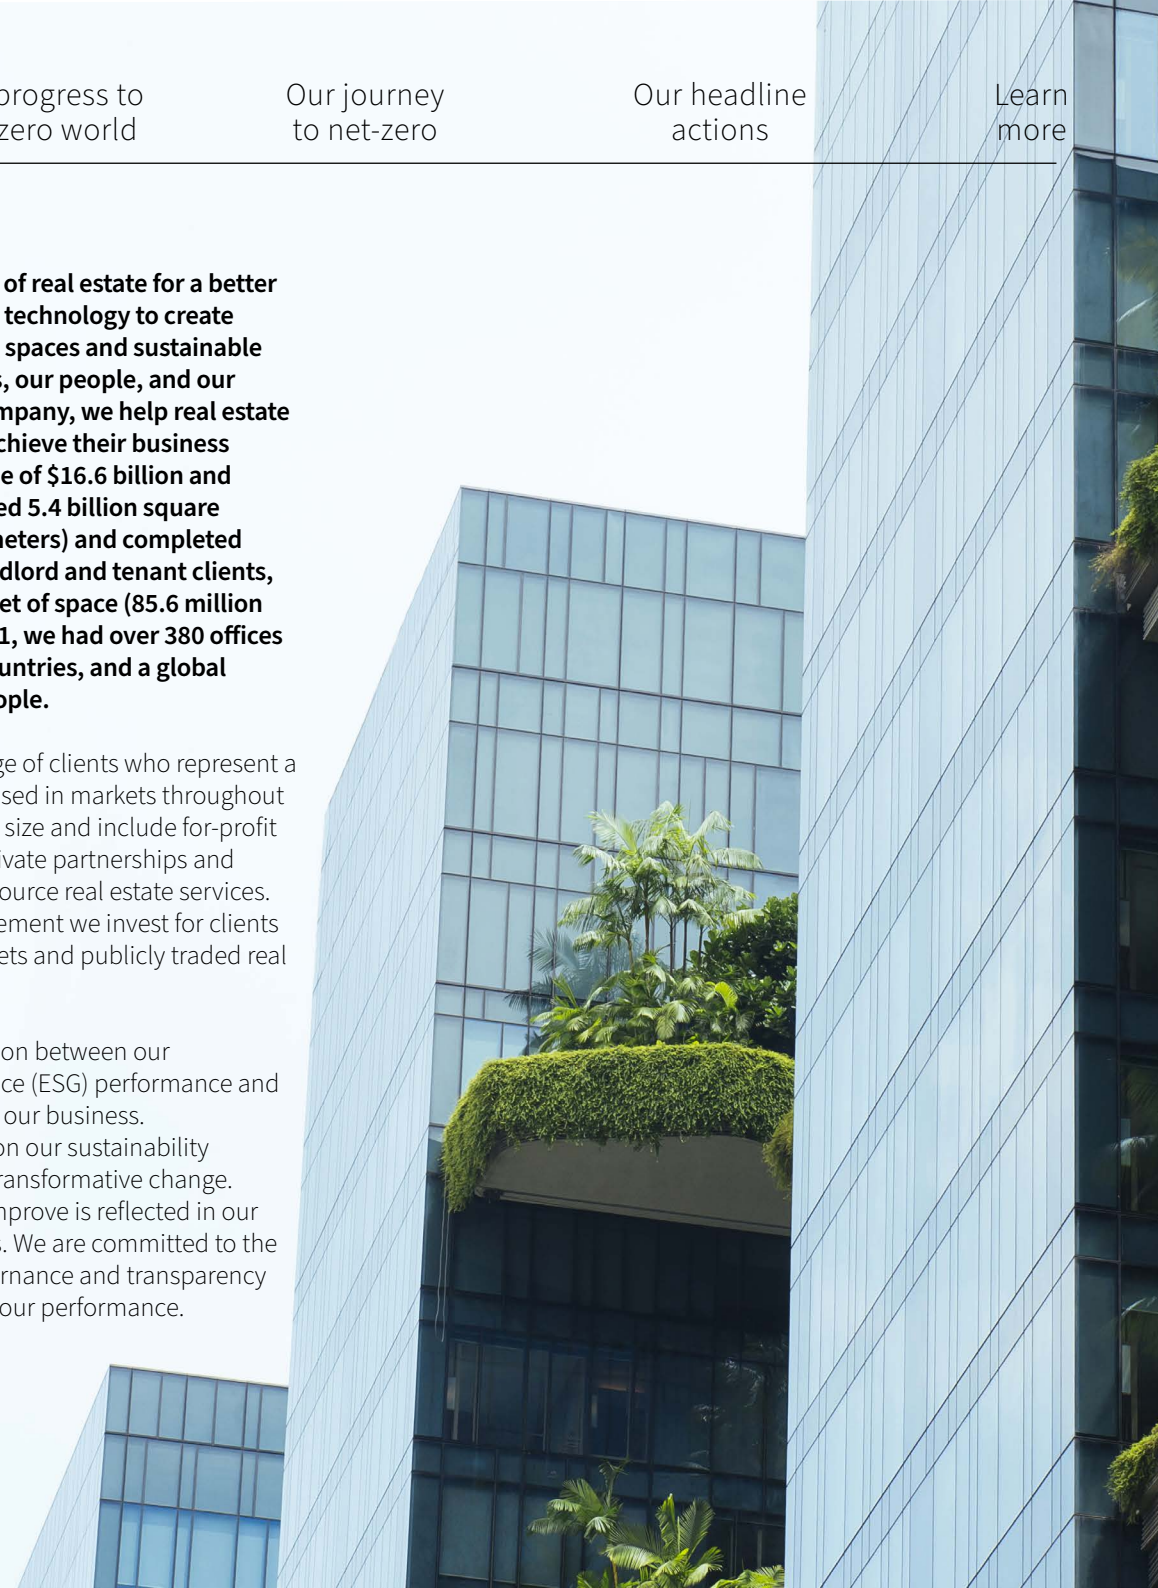 progress to
zero world
Our journey
to net-zero
Our headline
actions
Learn
more
of real estate for a better
technology to create
spaces and sustainable
, our people, and our
mpany, we help real estate
chieve their business
e of $16.6 billion and
ed 5.4 billion square
neters) and completed
dlord and tenant clients,
et of space (85.6 million
1, we had over 380 offices
untries, and a global
ople.
ge of clients who represent a
sed in markets throughout
size and include for-profit
ivate partnerships and
ource real estate services.
ement we invest for clients
ets and publicly traded real
on between our
ce (ESG) performance and
our business.
on our sustainability
ransformative change.
nprove is reflected in our
s. We are committed to the
rnance and transparency
our performance.